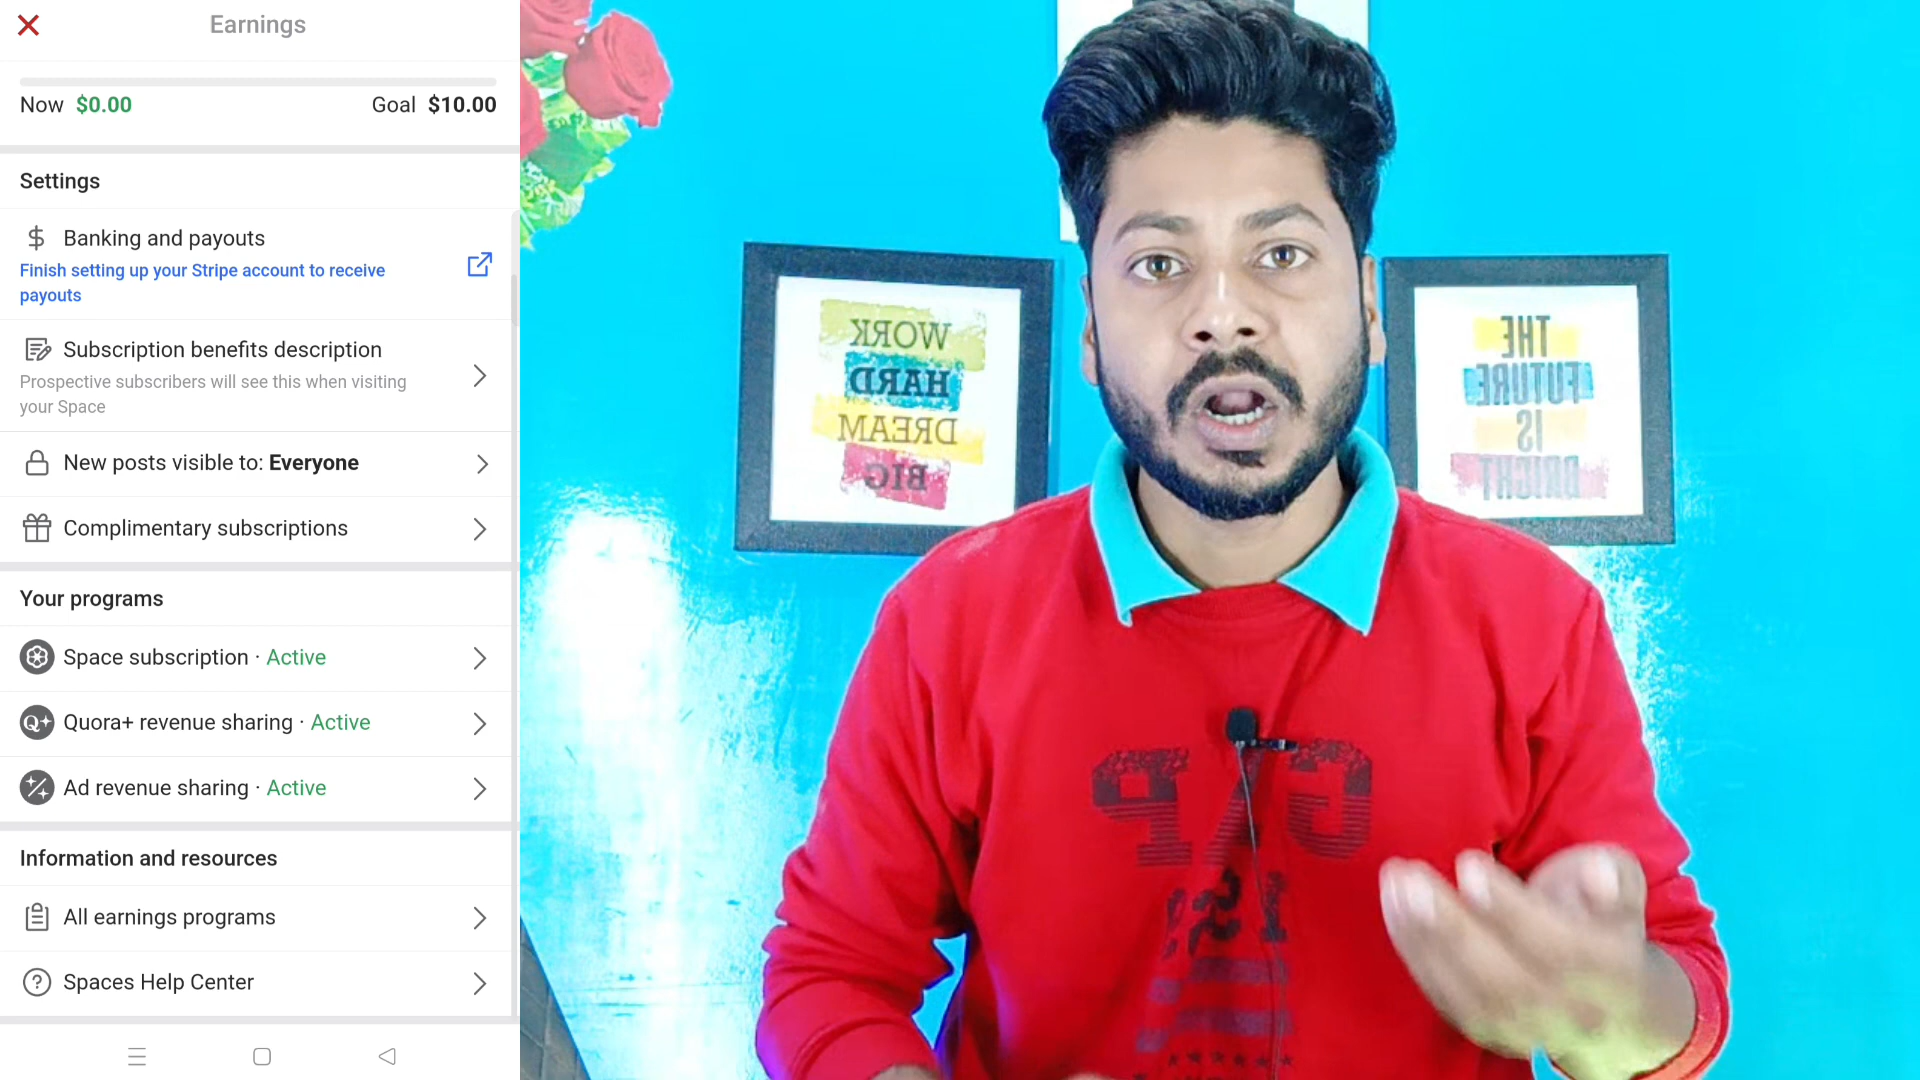 Earnings
Now $0.00 Goal $10.00
Settings
Banking and payouts
Finish setting up your Stripe account to receive
payouts
Subscription benefits description
Prospective subscribers will see this when visiting
your Space
New posts visible to: Everyone
Complimentary subscriptions
Your programs
Space subscription · Active
Quora+ revenue sharing · Active
Ad revenue sharing · Active
Information and resources
All earnings programs
Spaces Help Center
WORK
HARD
DREAM
BIG
THE
FUTURE
IS
BRIGHT
GAP